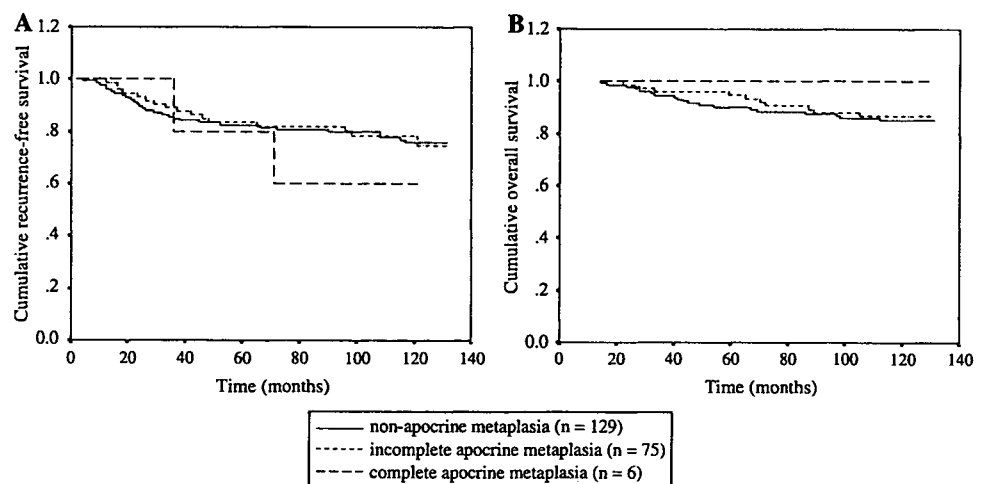 A
Cumulative recurrence-free survival
1.2
1.0
.8
.6
.4
.2
0.0
0 20 40 60 80 100 120 140
Time (months)
B
Cumulative overall survival
1.2
1.0
.8
.6
.4
.2
0.0
0 20 40 60 80 100 120 140
Time (months)
non-apocrine metaplasia (n = 129)
incomplete apocrine metaplasia (n = 75)
complete apocrine metaplasia (n = 6)